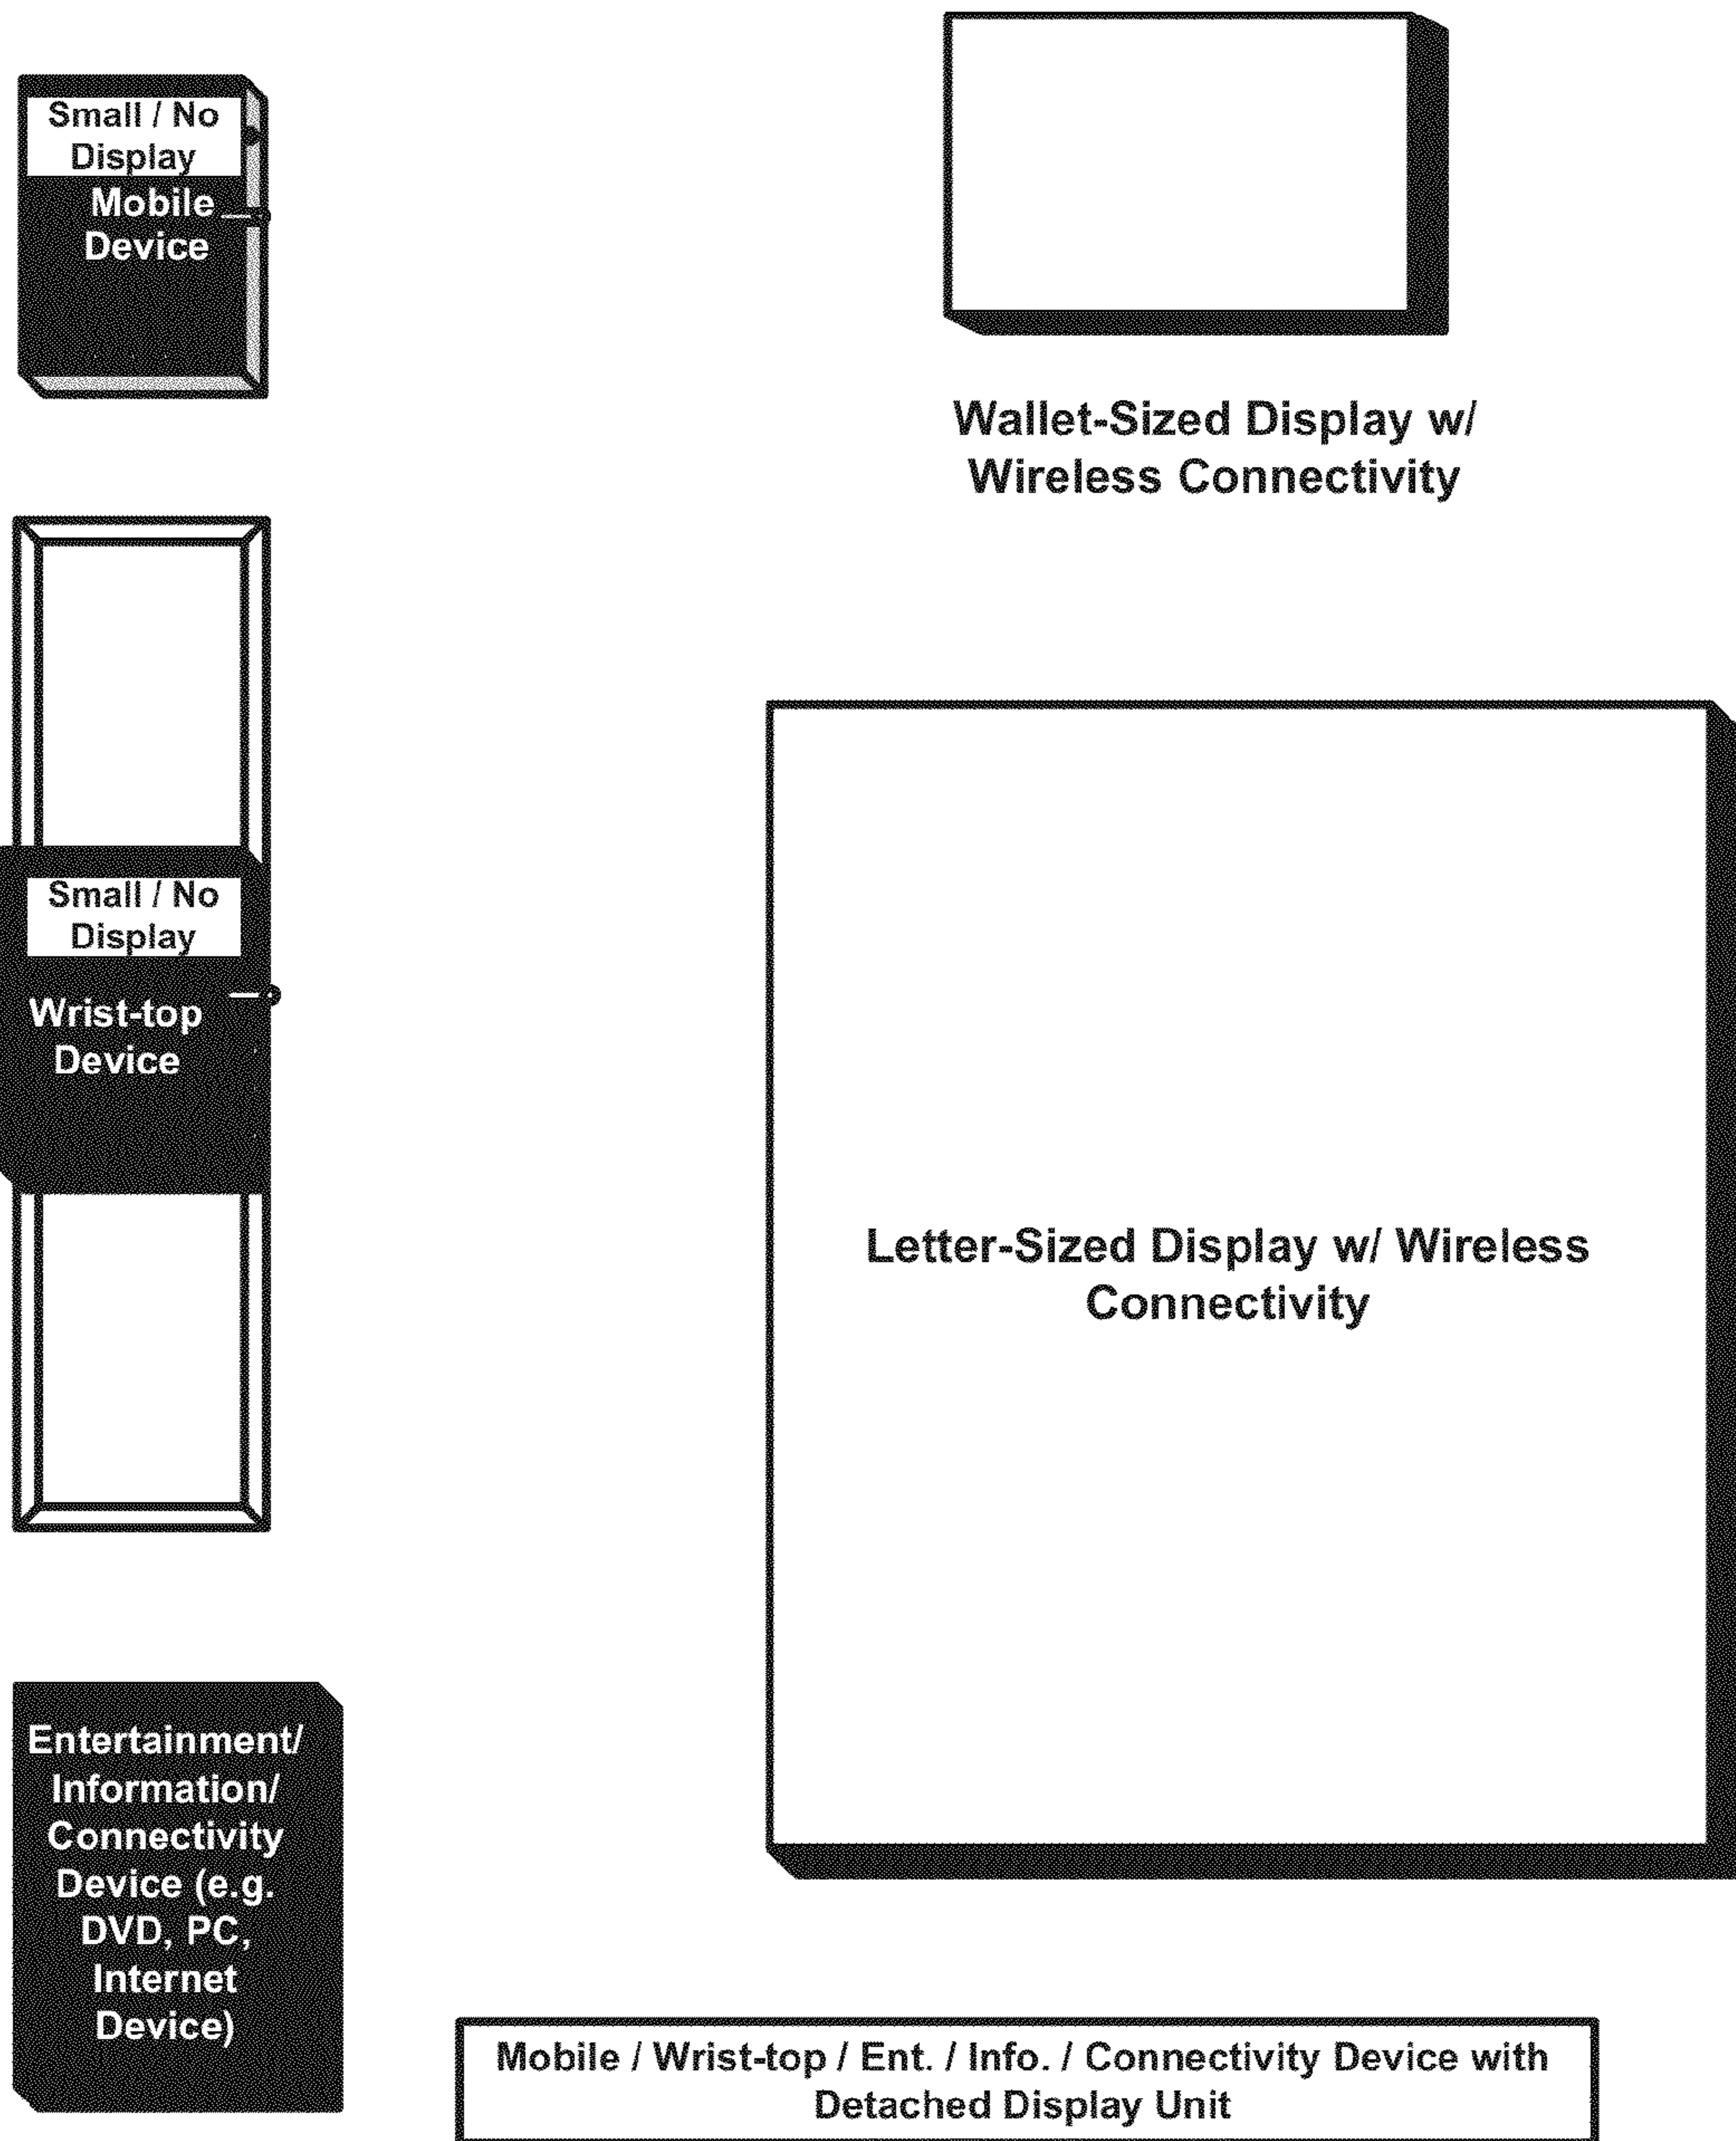 Small / No
Display
Mobile
Device
Wallet-Sized Display w/
Wireless Connectivity
Small / No
Display
Wrist-top
Device
Letter-Sized Display w/ Wireless
Connectivity
Entertainment/
Information/
Connectivity
Device (e.g.
DVD, PC,
Internet
Device)
Mobile / Wrist-top / Ent. / Info. / Connectivity Device with
Detached Display Unit